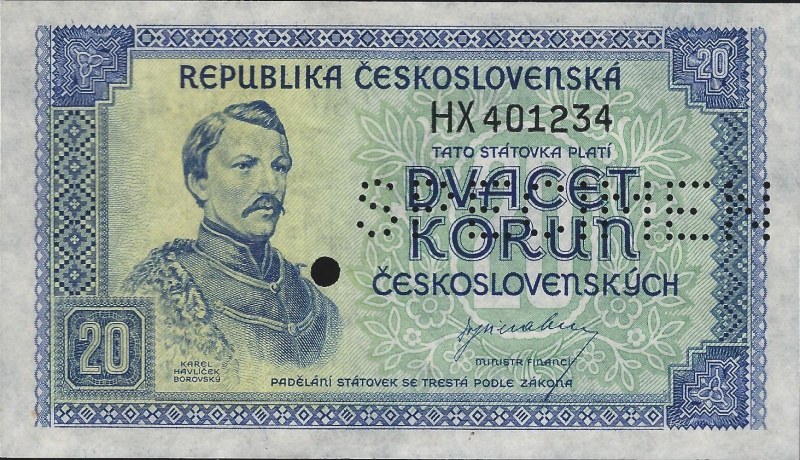 20
REPUBLIKA ČESKOSLOVENSKÁ
HX 401234
TATO STÁTOVKA PLATÍ
DVACET
SPECIMEN
KORUN
ČESKOSLOVENSKÝCH
20
KAREL
HAVLÍČEK
BOROVSKÝ
MINISTR FINANCÍ
PADĚLÁNÍ STÁTOVEK SE TRESTÁ PODLE ZÁKONA